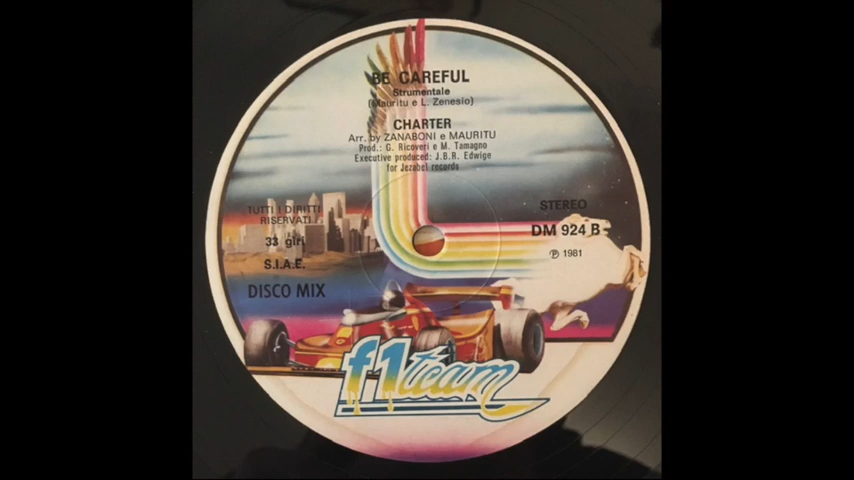 BE CAREFUL
Strumentale
(Mauritu e L. Zenesio)
CHARTER
Arr. by ZANABONI e MAURITU
Prod.: G. Ricoveri e M. Tamagno
Executive produced: J.B.R. Edwige
for Jezabel records
TUTTI I DIRITTI
RISERVATI
33 giri
S.I.A.E.
DISCO MIX
STEREO
DM 924 B
℗ 1981
f1 team